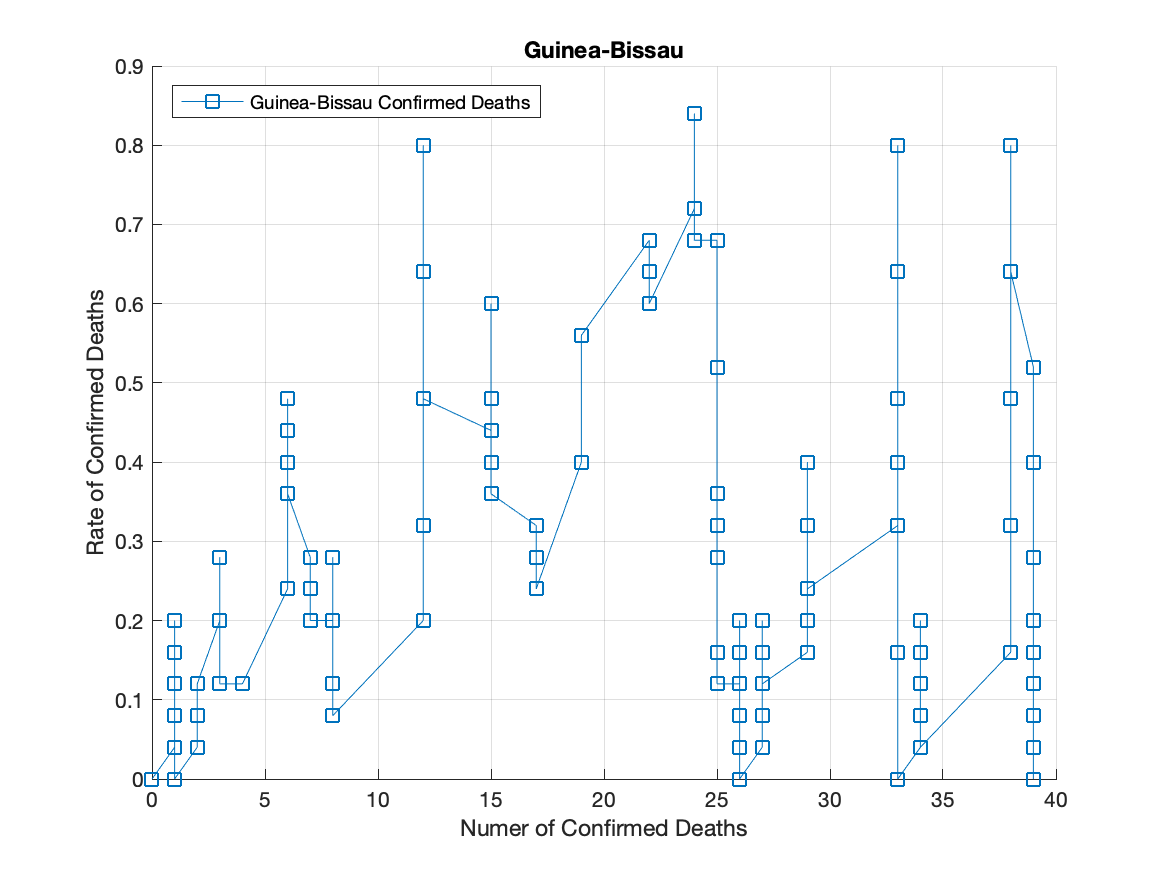 Guinea-Bissau
0.9
Guinea-Bissau Confirmed Deaths
0.8
0.7
0.6
0.5
0.4
0.3
0.2
0.1
0
Rate of Confirmed Deaths
0 5 10 15 20 25 30 35 40
Numer of Confirmed Deaths